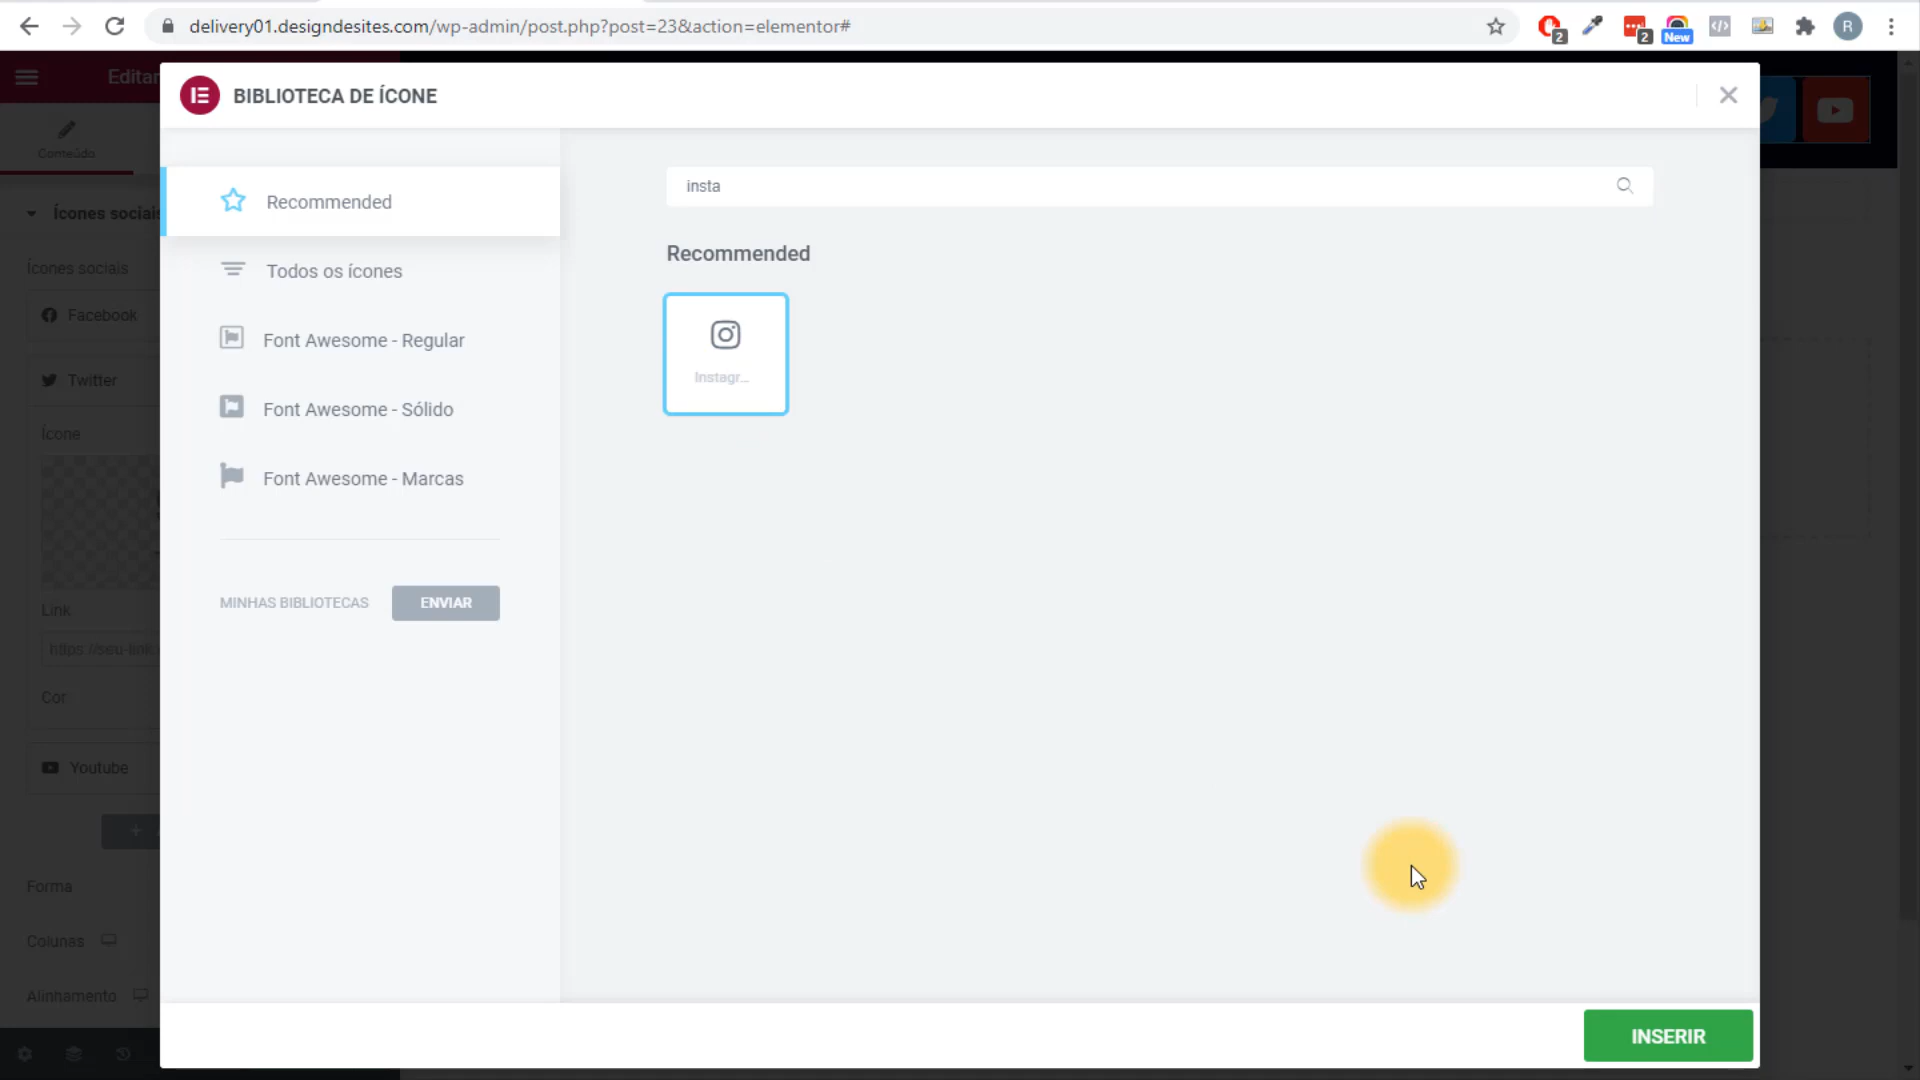 delivery01.designdesites.com/wp-admin/post.php?post=23&action=elementor#
2
2
New
R
Editar
BIBLIOTECA DE ÍCONE
Conteúdo
Recommended
insta
Ícones sociais
Recommended
Todos os ícones
Ícones sociais
Facebook
Font Awesome - Regular
Instagr...
Twitter
Font Awesome - Sólido
Ícone
Font Awesome - Marcas
MINHAS BIBLIOTECAS
ENVIAR
Link
https://seu-link
Cor
Youtube
Forma
Colunas
Alinhamento
INSERIR